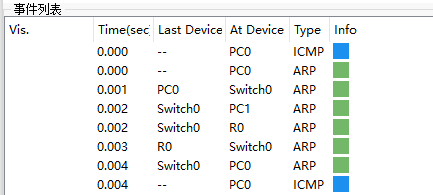 事件列表
Vis. Time(sec) Last Device At Device Type Info
0.000 -- PC0 ICMP
0.000 -- PC0 ARP
0.001 PC0 Switch0 ARP
0.002 Switch0 PC1 ARP
0.002 Switch0 R0 ARP
0.003 R0 Switch0 ARP
0.004 Switch0 PC0 ARP
0.004 -- PC0 ICMP